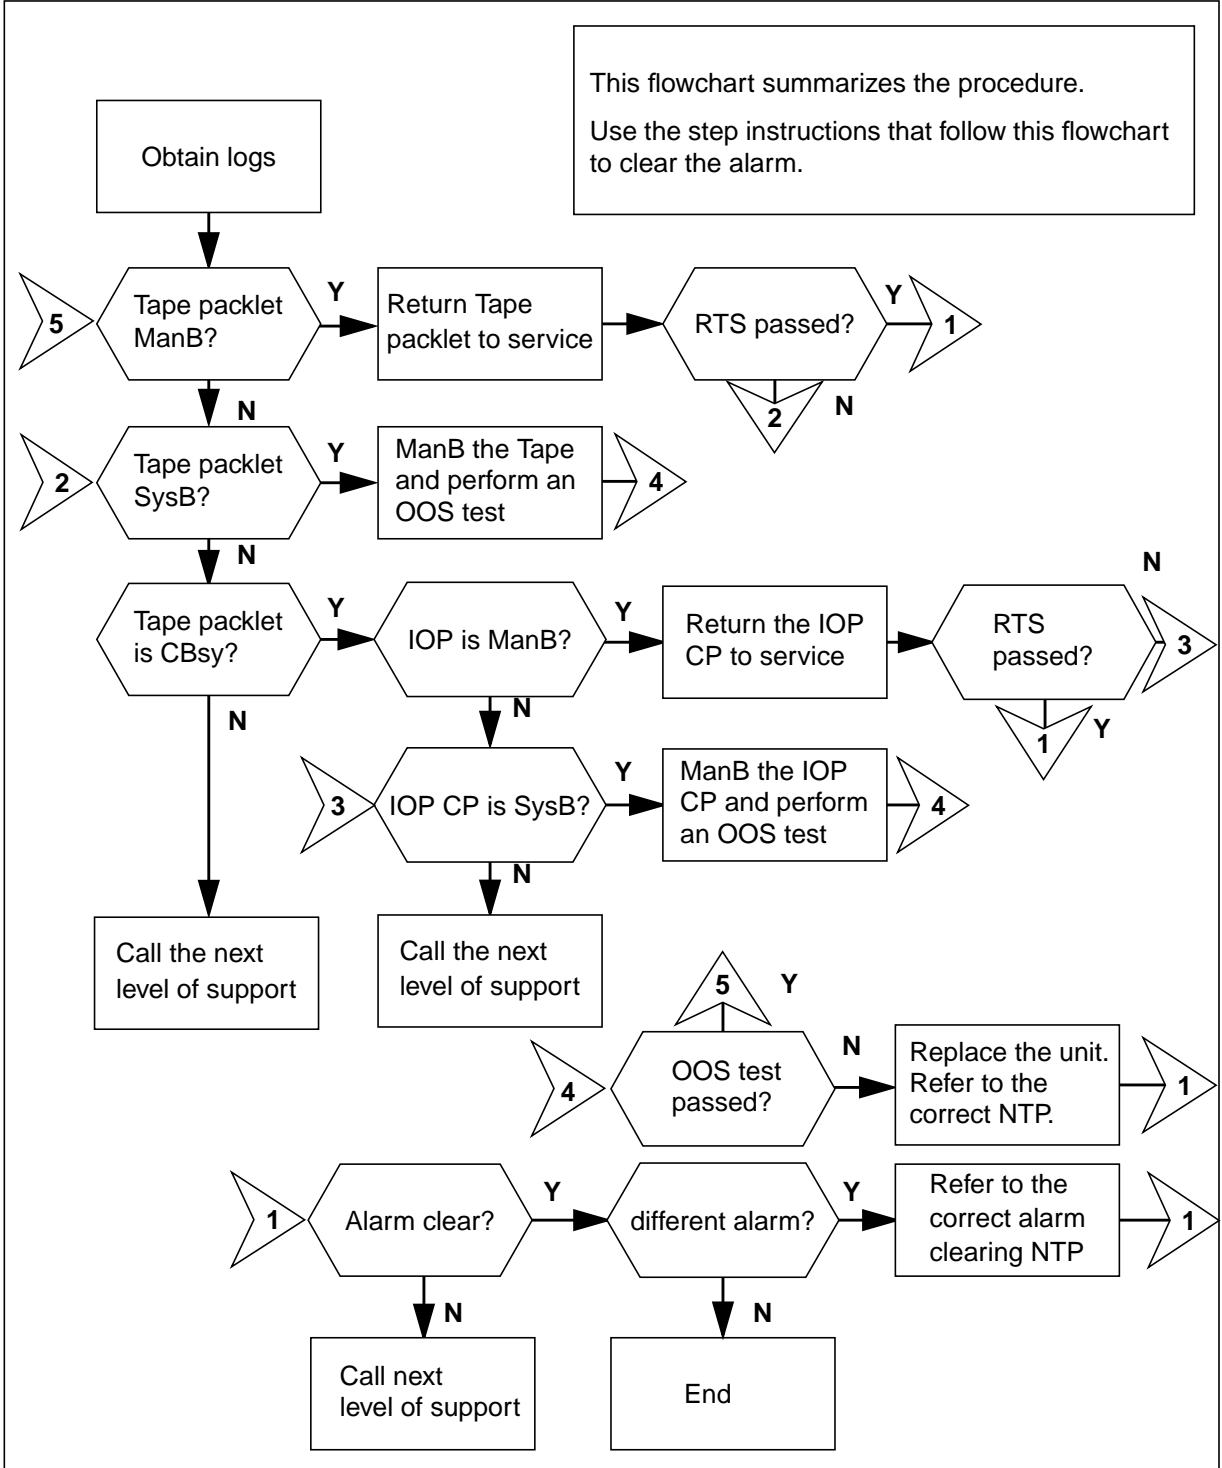 This flowchart summarizes the procedure.
Use the step instructions that follow this flowchart
to clear the alarm.
Obtain logs
5
Tape packlet
ManB?
Y
Return Tape
packlet to service
RTS passed?
Y
1
N
2
N
2
Tape packlet
SysB?
Y
ManB the Tape
and perform an
OOS test
4
N
Tape packlet
is CBsy?
Y
IOP is ManB?
Y
Return the IOP
CP to service
RTS
passed?
N
3
1
Y
N
N
3
IOP CP is SysB?
Y
ManB the IOP
CP and perform
an OOS test
4
N
Call the next
level of support
Call the next
level of support
5
Y
4
OOS test
passed?
N
Replace the unit.
Refer to the
correct NTP.
1
1
Alarm clear?
Y
different alarm?
Y
Refer to the
correct alarm
clearing NTP
1
N
N
Call next
level of support
End